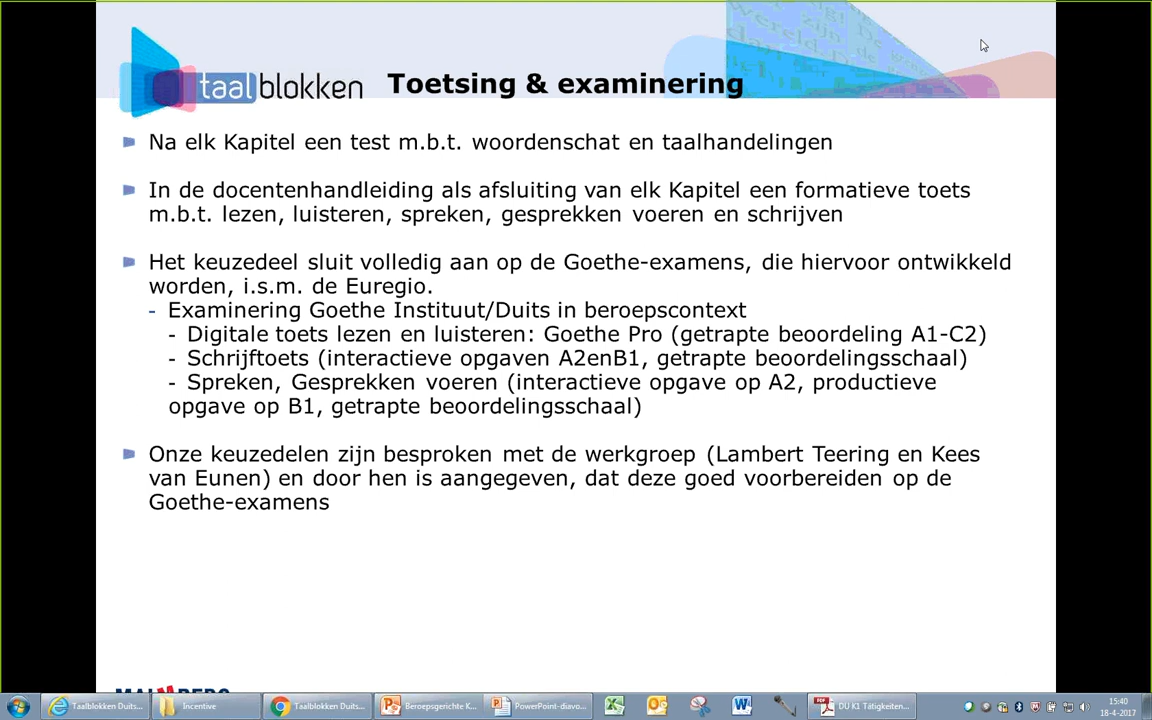 taalblokken
Toetsing & examinering
Na elk Kapitel een test m.b.t. woordenschat en taalhandelingen
In de docentenhandleiding als afsluiting van elk Kapitel een formatieve toets
m.b.t. lezen, luisteren, spreken, gesprekken voeren en schrijven
Het keuzedeel sluit volledig aan op de Goethe-examens, die hiervoor ontwikkeld
worden, i.s.m. de Euregio.
- Examinering Goethe Instituut/Duits in beroepscontext
- Digitale toets lezen en luisteren: Goethe Pro (getrapte beoordeling A1-C2)
- Schrijftoets (interactieve opgaven A2enB1, getrapte beoordelingsschaal)
- Spreken, Gesprekken voeren (interactieve opgave op A2, productieve
opgave op B1, getrapte beoordelingsschaal)
Onze keuzedelen zijn besproken met de werkgroep (Lambert Teering en Kees
van Eunen) en door hen is aangegeven, dat deze goed voorbereiden op de
Goethe-examens
Taalblokken Duits...
Incentive
Taalblokken Duits...
Beroepsgerichte K...
PowerPoint-diavo...
DU K1 Tätigkeiten...
15:40
18-4-2017